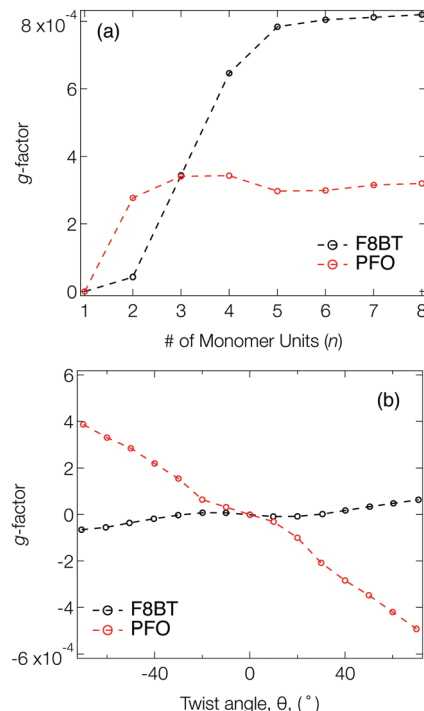 8 x10⁻⁴
(a)
6
g-factor
4
2
0
F8BT
PFO
1 2 3 4 5 6 7 8
# of Monomer Units (n)
6
(b)
4
2
g-factor
0
-2
-4
F8BT
PFO
-6 x10⁻⁴
-40 0 40
Twist angle, θ, (°)